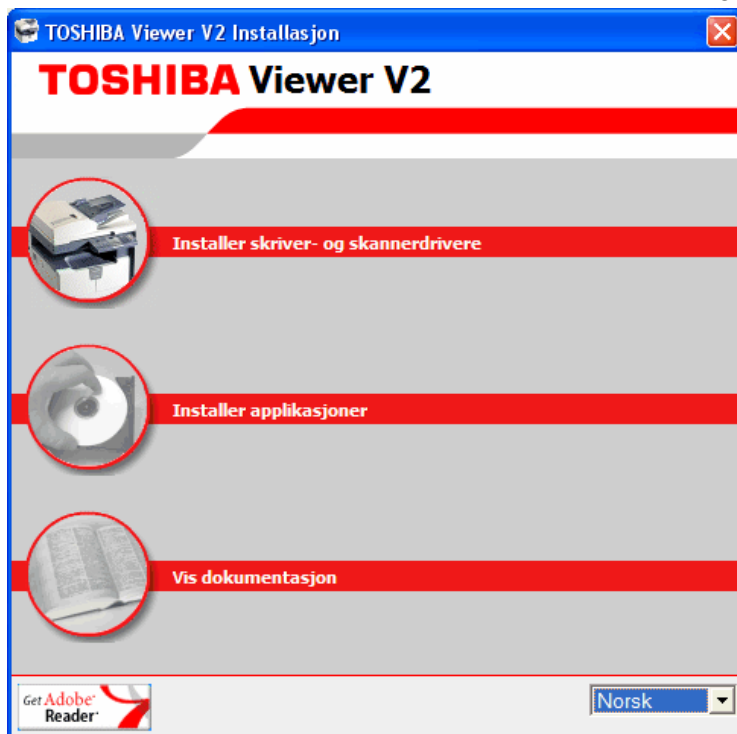 TOSHIBA Viewer V2 Installasjon
TOSHIBA Viewer V2
Installer skriver- og skannerdrivere
Installer applikasjoner
Vis dokumentasjon
Get Adobe®
Reader®
Norsk